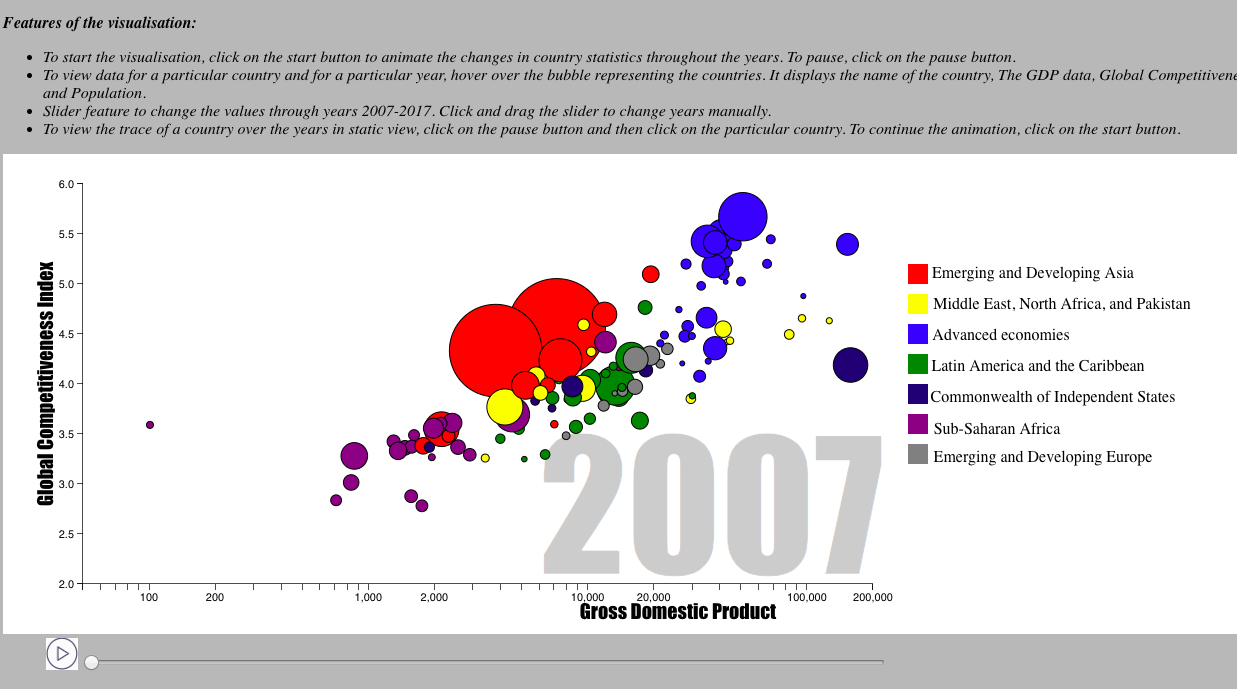 Features of the visualisation:
To start the visualisation, click on the start button to animate the changes in country statistics throughout the years. To pause, click on the pause button.
To view data for a particular country and for a particular year, hover over the bubble representing the countries. It displays the name of the country, The GDP data, Global Competitivene
and Population.
Slider feature to change the values through years 2007-2017. Click and drag the slider to change years manually.
To view the trace of a country over the years in static view, click on the pause button and then click on the particular country. To continue the animation, click on the start button.
6.0
5.5
5.0
4.5
4.0
3.5
3.0
2.5
2.0
Global Competitiveness Index
2007
Emerging and Developing Asia
Middle East, North Africa, and Pakistan
Advanced economies
Latin America and the Caribbean
Commonwealth of Independent States
Sub-Saharan Africa
Emerging and Developing Europe
100 200 1,000 2,000 10,000 20,000 100,000 200,000
Gross Domestic Product